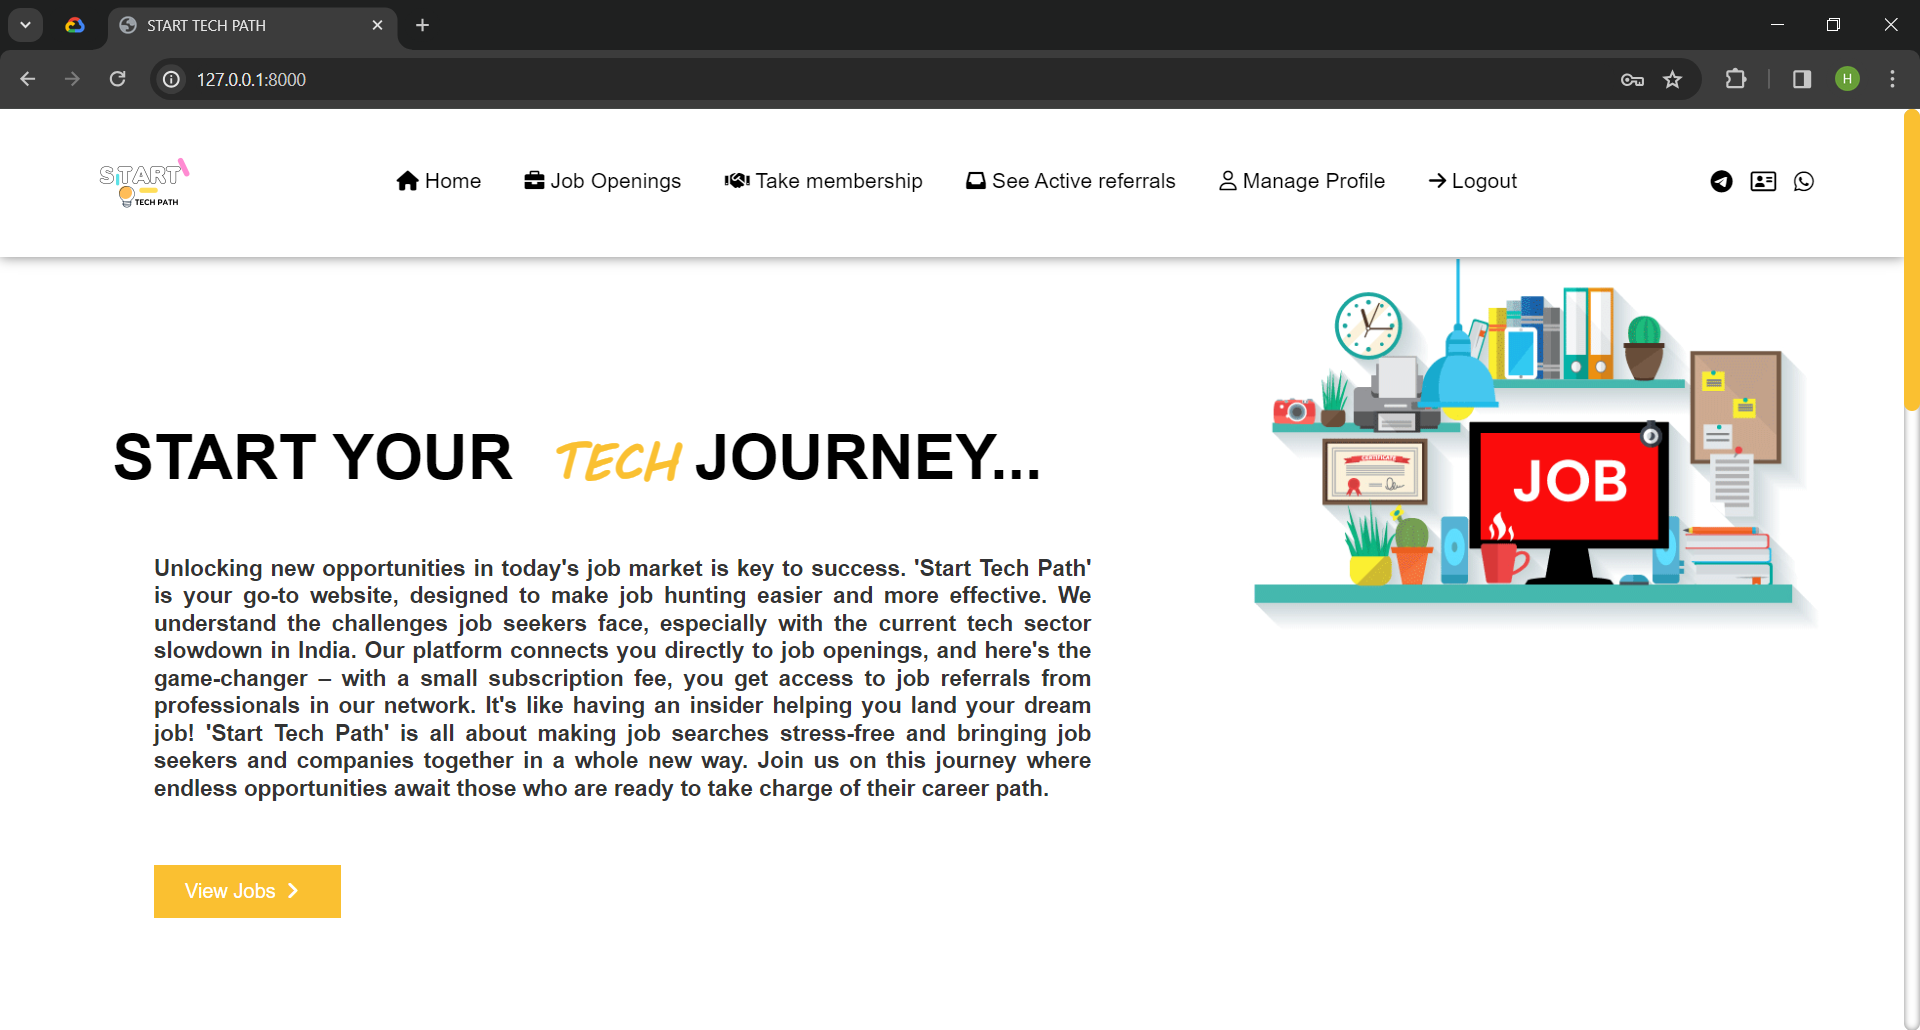 START TECH PATH
127.0.0.1:8000
H
START
TECH PATH
Home
Job Openings
Take membership
See Active referrals
Manage Profile
Logout
START YOUR TECH JOURNEY...
CERTIFICATE
JOB
Unlocking new opportunities in today's job market is key to success. 'Start Tech Path'
is your go-to website, designed to make job hunting easier and more effective. We
understand the challenges job seekers face, especially with the current tech sector
slowdown in India. Our platform connects you directly to job openings, and here's the
game-changer – with a small subscription fee, you get access to job referrals from
professionals in our network. It's like having an insider helping you land your dream
job! 'Start Tech Path' is all about making job searches stress-free and bringing job
seekers and companies together in a whole new way. Join us on this journey where
endless opportunities await those who are ready to take charge of their career path.
View Jobs